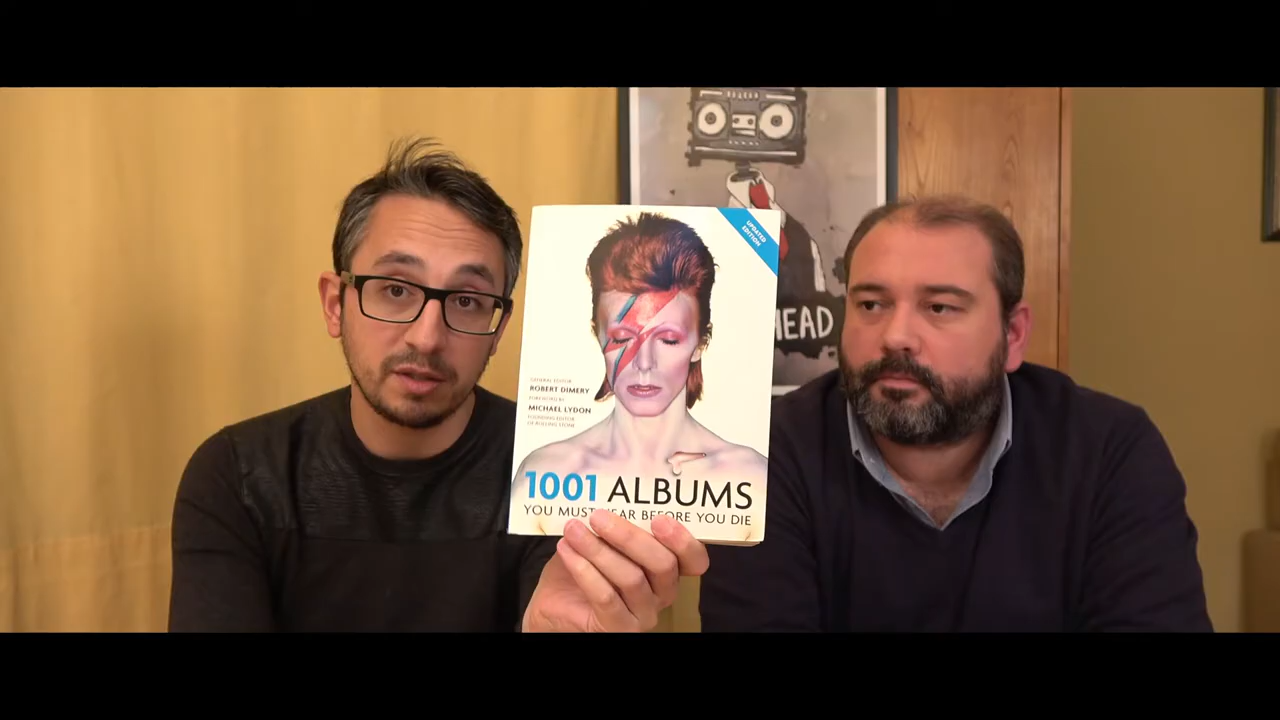 UPDATED
EDITION
HEAD
GENERAL EDITOR
ROBERT DIMERY
FOREWORD BY
MICHAEL LYDON
FOUNDING EDITOR
OF ROLLING STONE
1001 ALBUMS
YOU MUST HEAR BEFORE YOU DIE